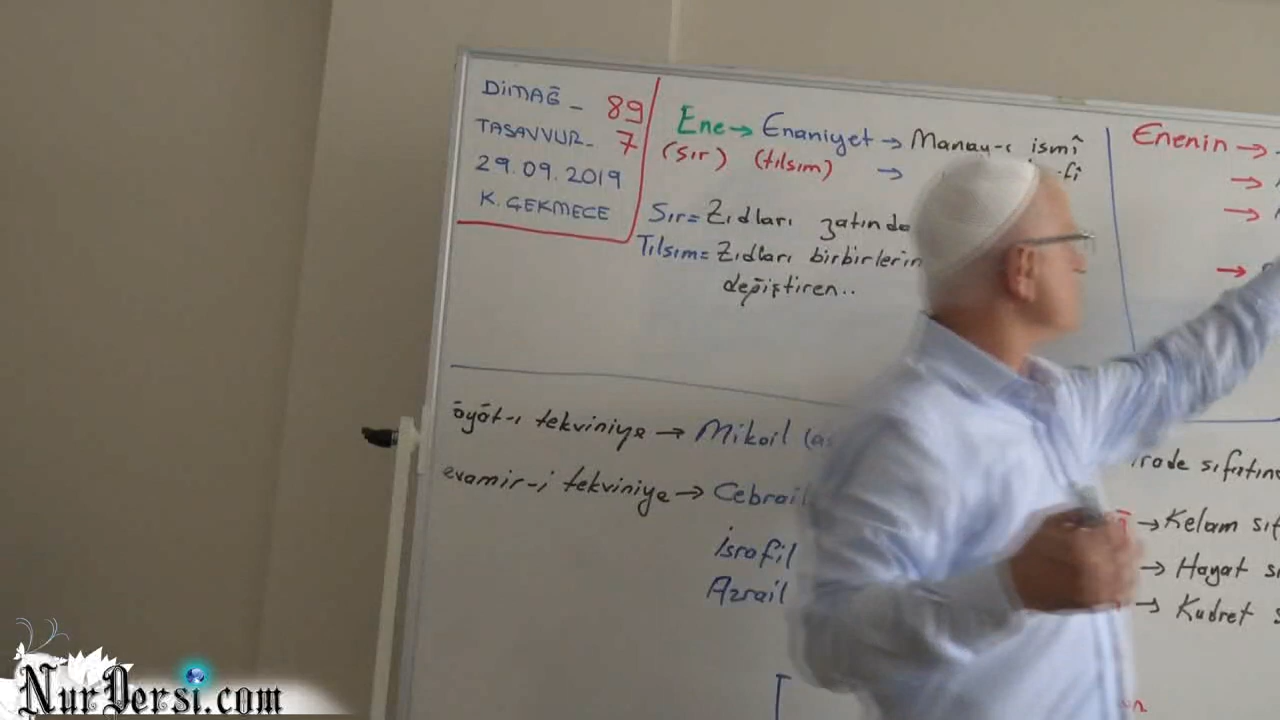 DİMAĞ - 89
TASAVVUR - 7
29.09.2019
K. ÇEKMECE
Ene → Enaniyet → Manay-ı ismî
(sır) (tılsım) →
Sır = Zıdları zatında
Tılsım = Zıdları birbirlerin
değiştiren..
Enenin →
→
→
→
âyât-ı tekviniye → Mikail (as
evamir-i tekviniye → Cebrail
İsrafil
Azrail
irade sıfatın
→ Kelam sıf
→ Hayat s
→ Kudret s
NurDersi.com